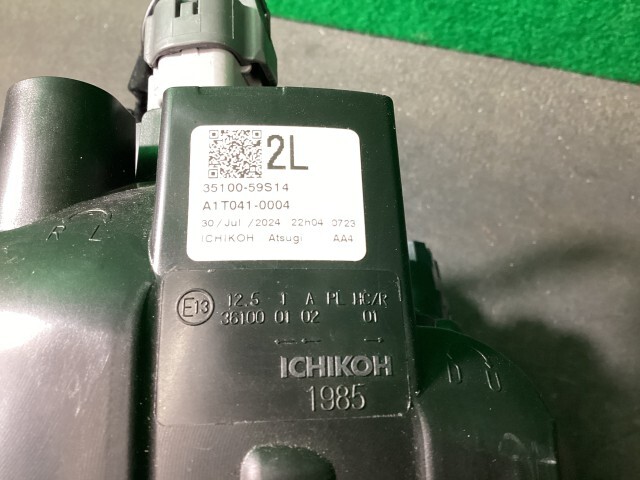 2L
35100-59S14
A1T041-0004
30/Jul/2024 22h04 0723
ICHIKOH Atsugi AA4
R L
E13 12.5 1 A PL HC/R
36100 01 02 01
← → →
ICHIKOH
1985
D U